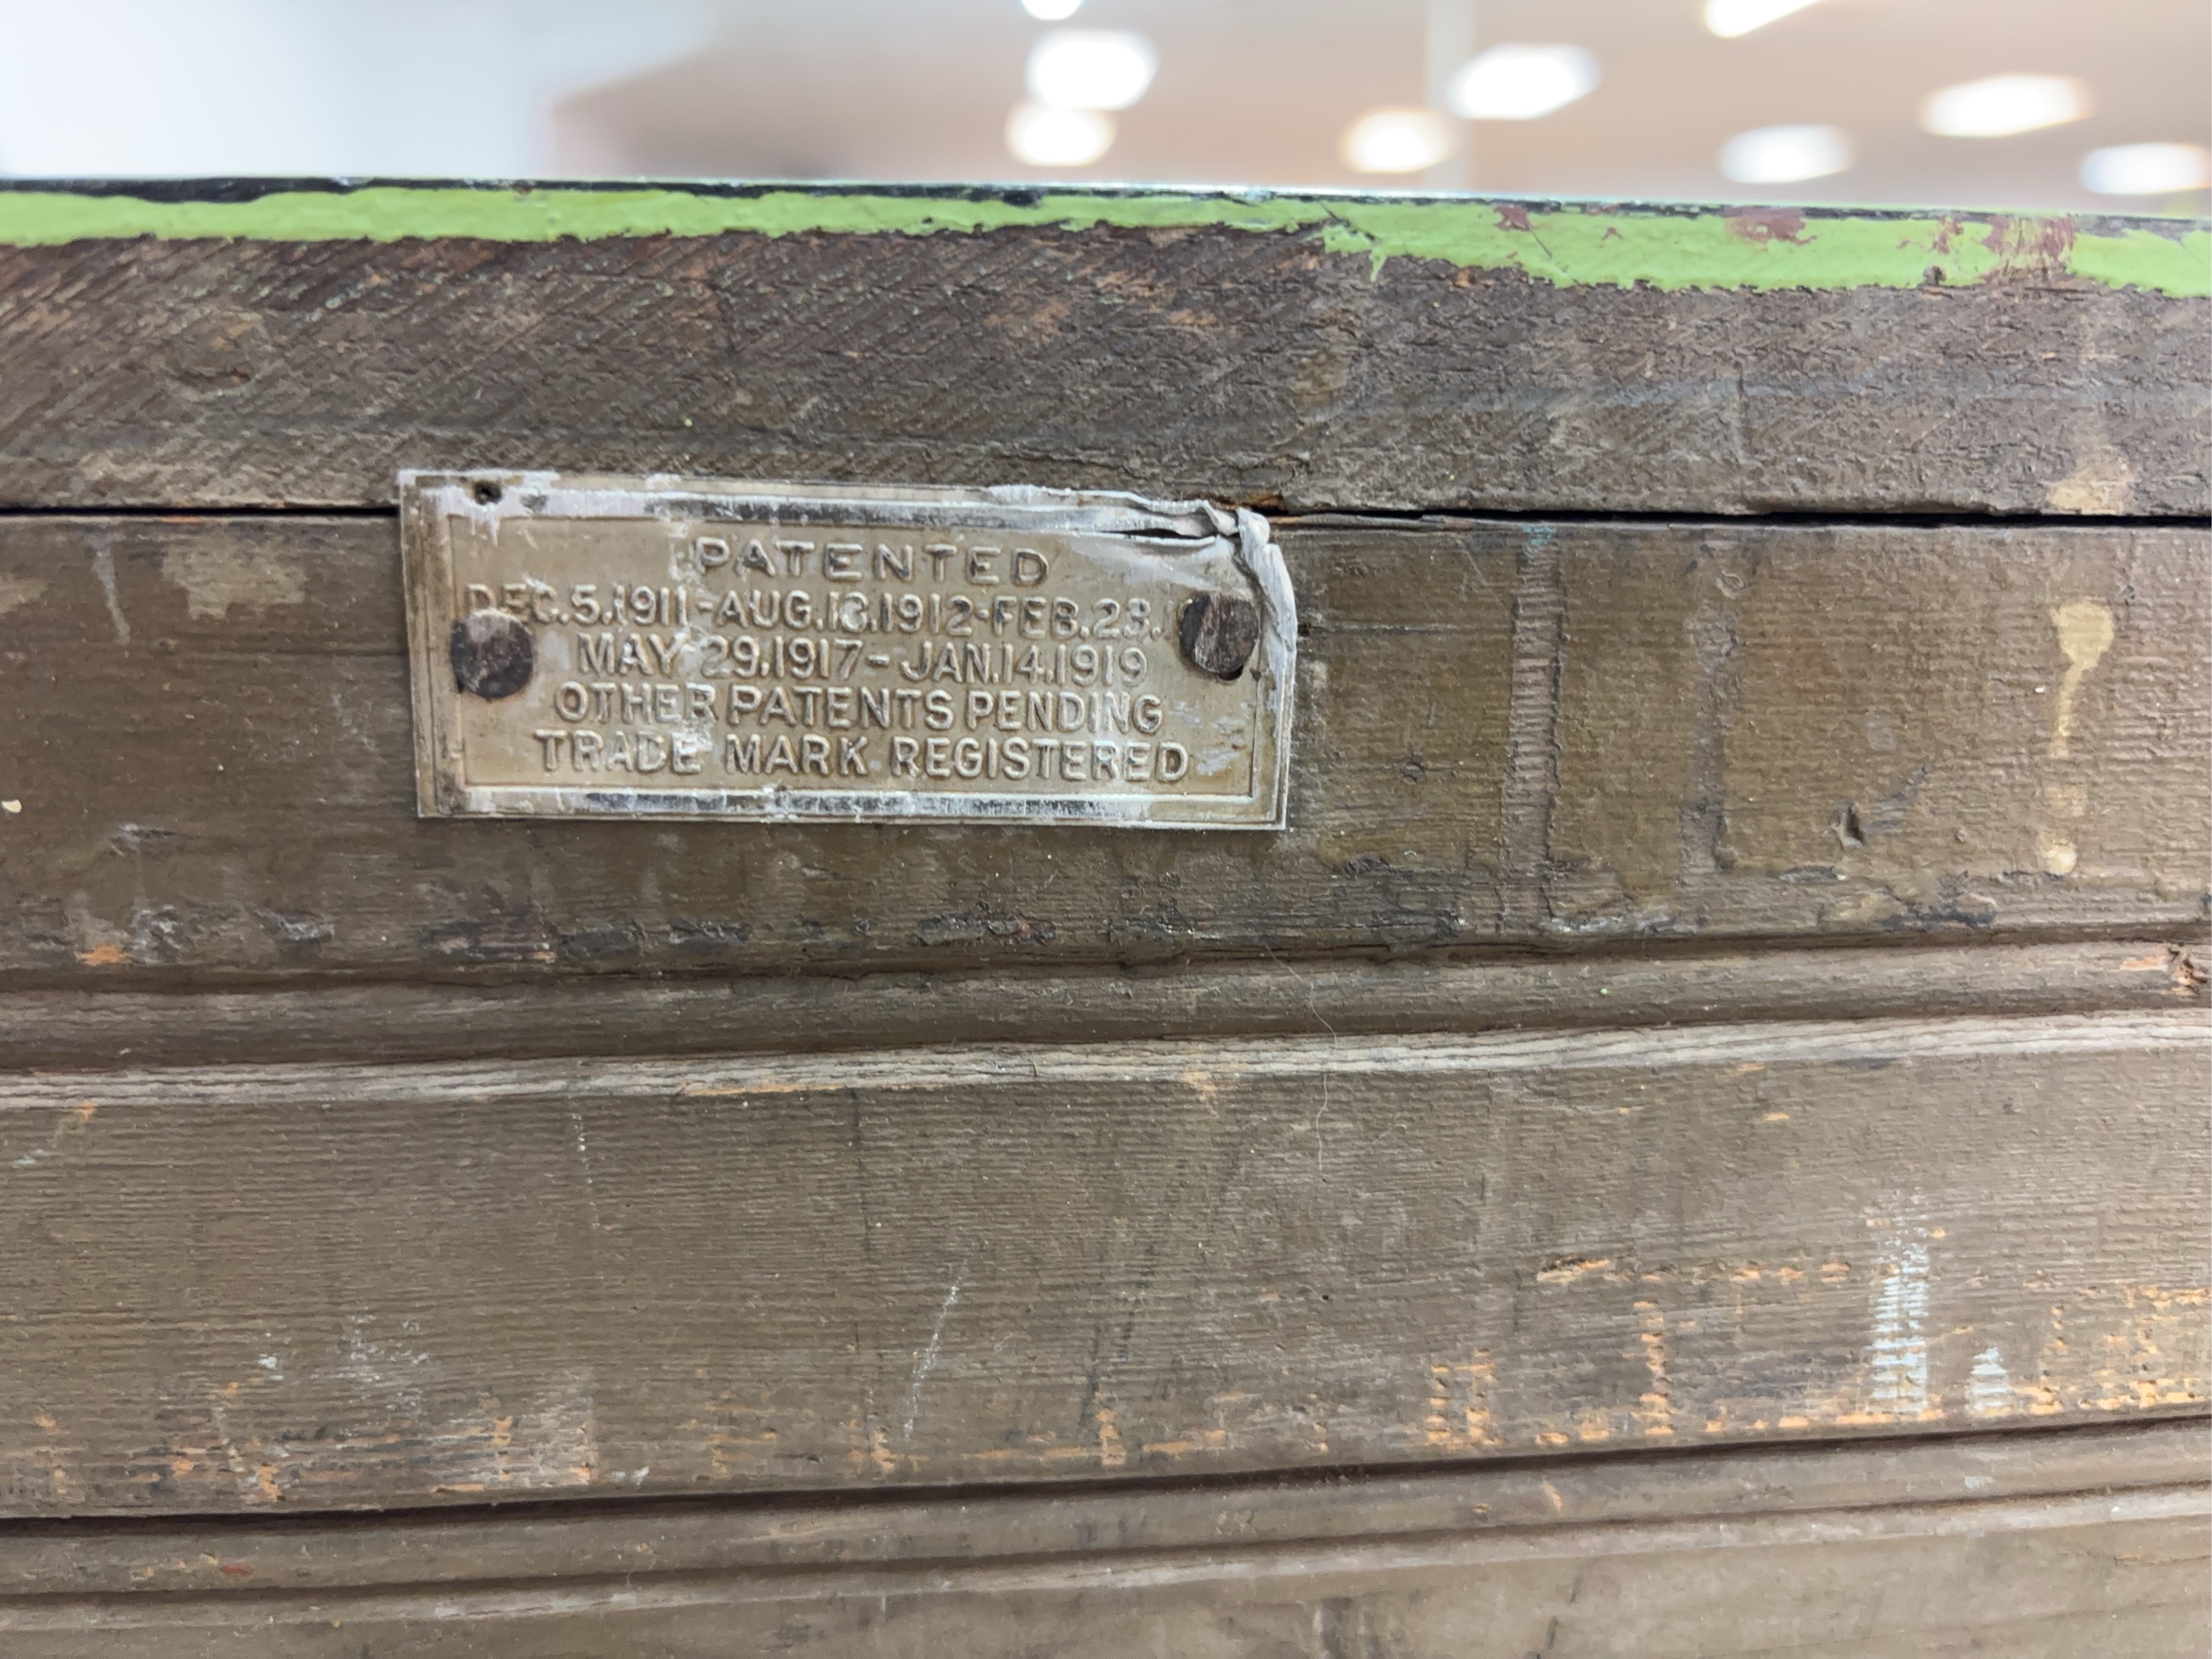 PATENTED
DEC.5.1911-AUG.13.1912-FEB.23.
MAY 29.1917-JAN.14.1919
OTHER PATENTS PENDING
TRADE MARK REGISTERED